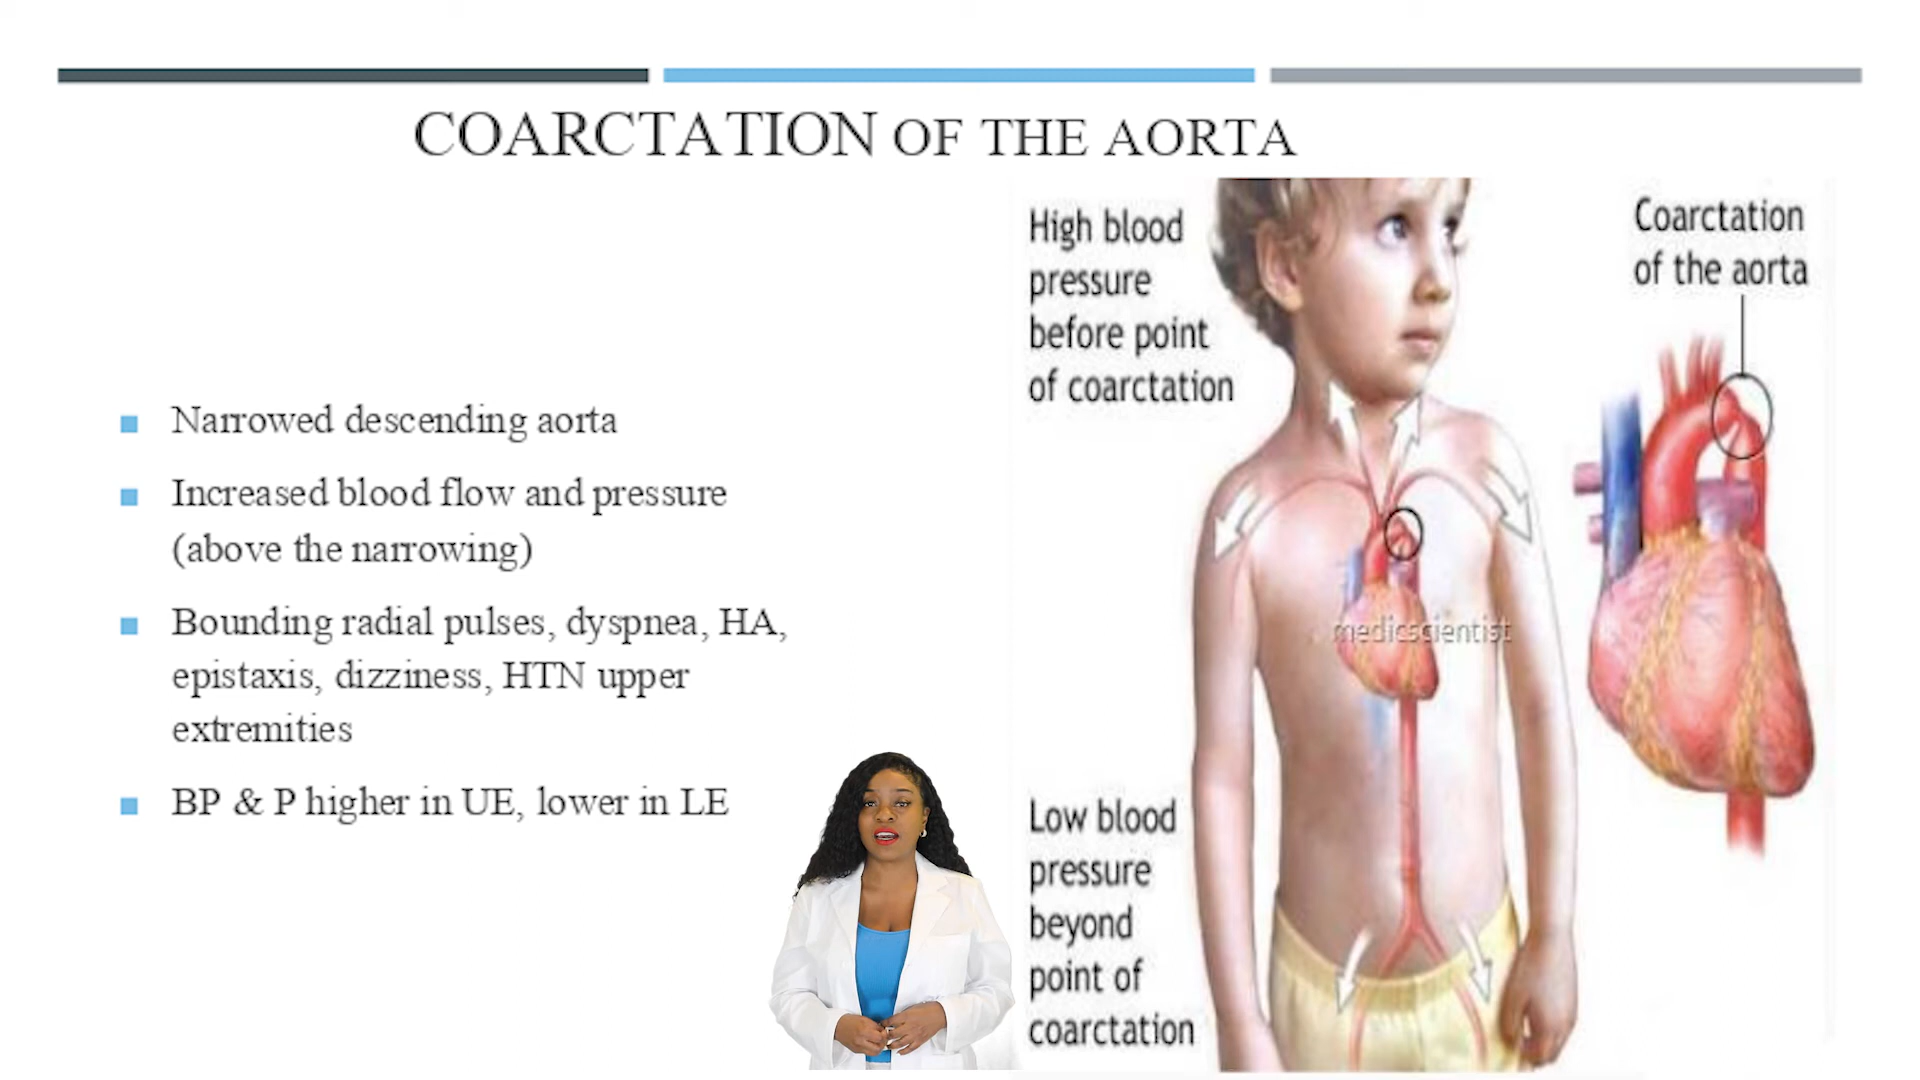 COARCTATION OF THE AORTA
Narrowed descending aorta
Increased blood flow and pressure
(above the narrowing)
Bounding radial pulses, dyspnea, HA,
epistaxis, dizziness, HTN upper
extremities
BP & P higher in UE, lower in LE
High blood
pressure
before point
of coarctation
Coarctation
of the aorta
medicscientist
Low blood
pressure
beyond
point of
coarctation